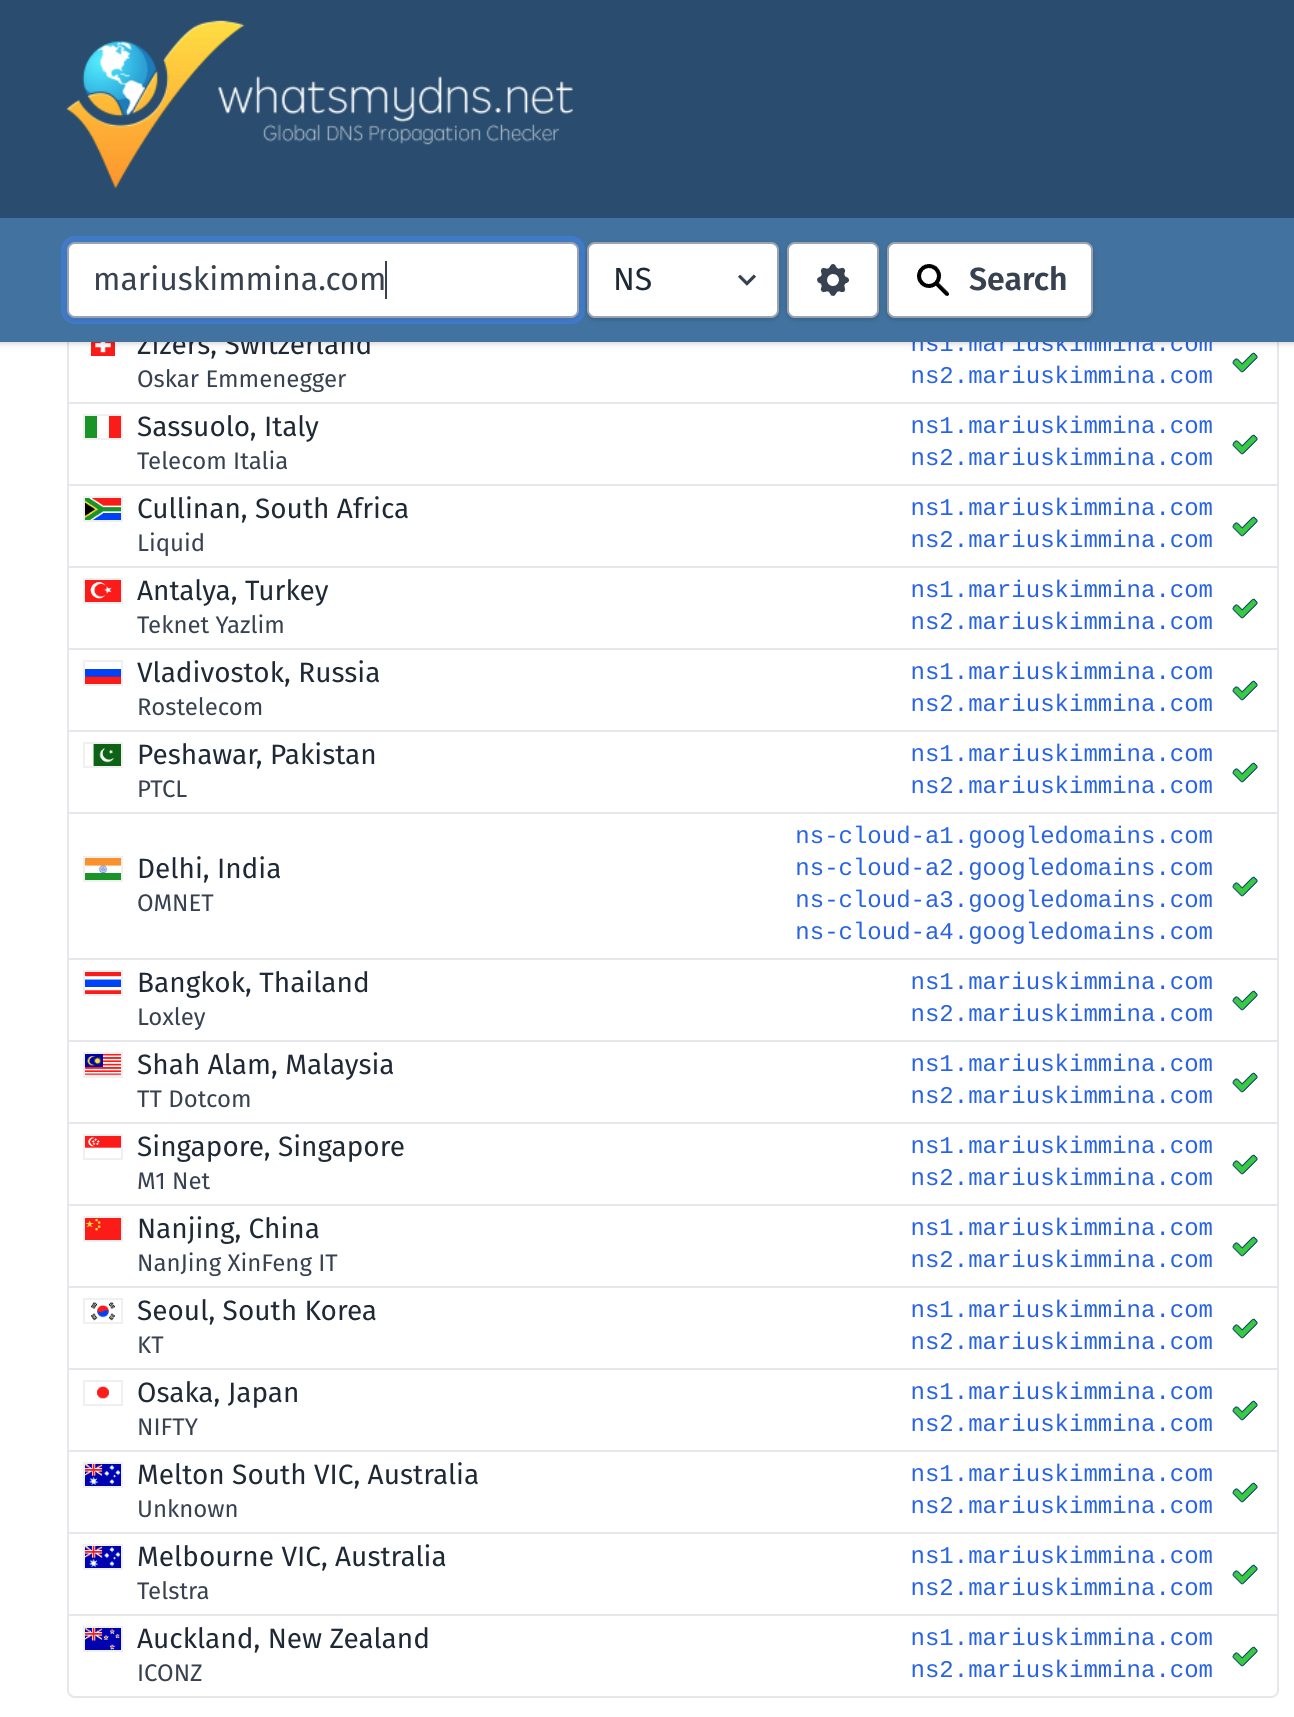 whatsmydns.net
Global DNS Propagation Checker
mariuskimmina.com
NS
Search
Zizers, Switzerland
Oskar Emmenegger
ns1.mariuskimmina.com
ns2.mariuskimmina.com
Sassuolo, Italy
Telecom Italia
ns1.mariuskimmina.com
ns2.mariuskimmina.com
Cullinan, South Africa
Liquid
ns1.mariuskimmina.com
ns2.mariuskimmina.com
Antalya, Turkey
Teknet Yazlim
ns1.mariuskimmina.com
ns2.mariuskimmina.com
Vladivostok, Russia
Rostelecom
ns1.mariuskimmina.com
ns2.mariuskimmina.com
Peshawar, Pakistan
PTCL
ns1.mariuskimmina.com
ns2.mariuskimmina.com
Delhi, India
OMNET
ns-cloud-a1.googledomains.com
ns-cloud-a2.googledomains.com
ns-cloud-a3.googledomains.com
ns-cloud-a4.googledomains.com
Bangkok, Thailand
Loxley
ns1.mariuskimmina.com
ns2.mariuskimmina.com
Shah Alam, Malaysia
TT Dotcom
ns1.mariuskimmina.com
ns2.mariuskimmina.com
Singapore, Singapore
M1 Net
ns1.mariuskimmina.com
ns2.mariuskimmina.com
Nanjing, China
NanJing XinFeng IT
ns1.mariuskimmina.com
ns2.mariuskimmina.com
Seoul, South Korea
KT
ns1.mariuskimmina.com
ns2.mariuskimmina.com
Osaka, Japan
NIFTY
ns1.mariuskimmina.com
ns2.mariuskimmina.com
Melton South VIC, Australia
Unknown
ns1.mariuskimmina.com
ns2.mariuskimmina.com
Melbourne VIC, Australia
Telstra
ns1.mariuskimmina.com
ns2.mariuskimmina.com
Auckland, New Zealand
ICONZ
ns1.mariuskimmina.com
ns2.mariuskimmina.com